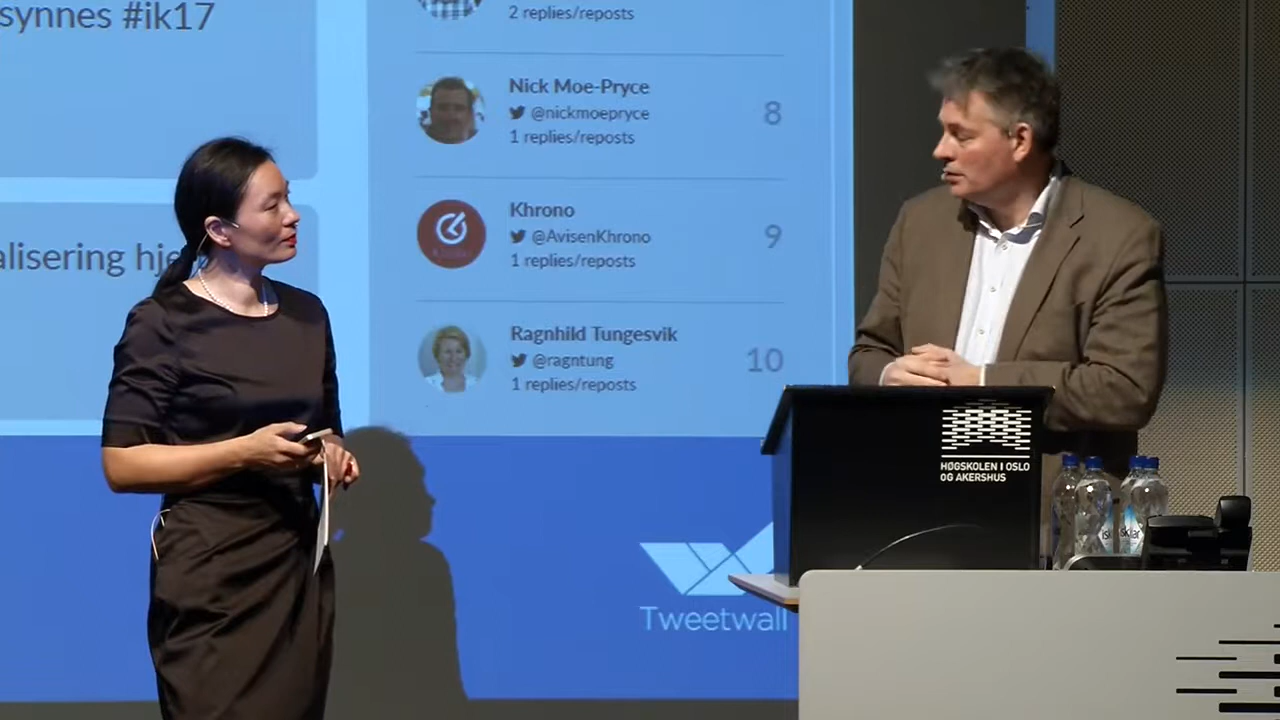 synnes #ik17
alisering hje
2 replies/reposts
Nick Moe-Pryce
@nickmoepryce
1 replies/reposts
8
Khrono
@AvisenKhrono
1 replies/reposts
9
Ragnhild Tungesvik
@ragntung
1 replies/reposts
10
Tweetwall
HØGSKOLEN I OSLO
OG AKERSHUS